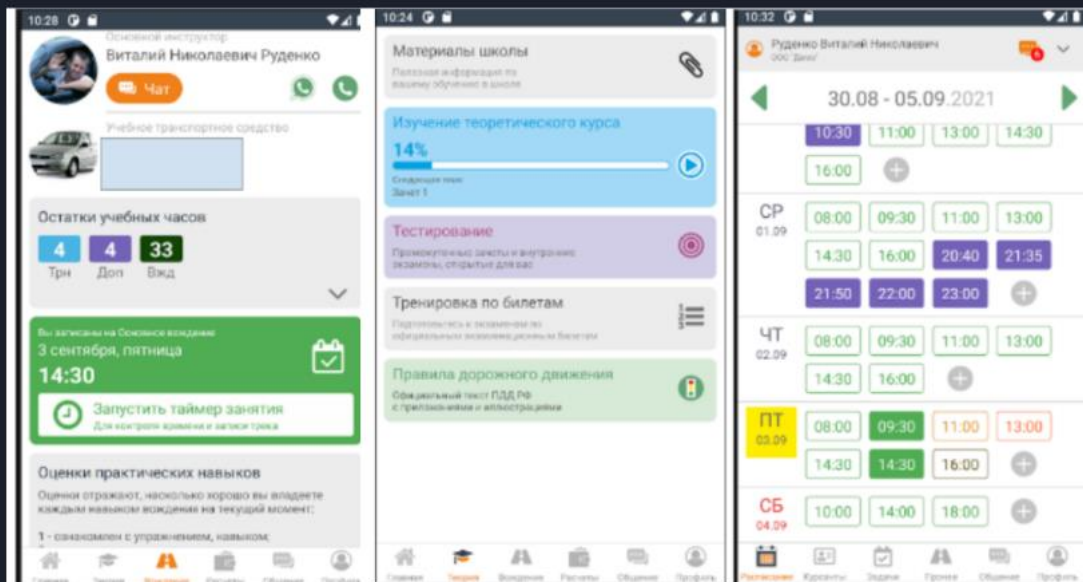 10:28
Основной инструктор
Виталий Николаевич Руденко
Чат
Учебное транспортное средство
Остатки учебных часов
4 4 33
Трн Доп Вжд
Вы записаны на Основное вождение
3 сентября, пятница
14:30
Запустить таймер занятия
Для контроля времени и записи трека
Оценки практических навыков
Оценки отражают, насколько хорошо вы владеете
каждым навыком вождения на текущий момент:
1 - ознакомлен с упражнением, навыком;
Главная Теория Вождение Расчеты Общение Профиль
10:24
Материалы школы
Полезная информация по
вашему обучению в школе
Изучение теоретического курса
14%
Следующая тема:
Зачет 1
Тестирование
Промежуточные зачеты и внутренние
экзамены, открытые для вас
Тренировка по билетам
Подготовьтесь к экзаменам по
официальным экзаменационным билетам
Правила дорожного движения
Официальный текст ПДД РФ
с приложениями и иллюстрациями
Главная Теория Вождение Расчеты Общение Профиль
10:32
Руденко Виталий Николаевич
ООО
6
30.08 - 05.09.2021
10:30 11:00 13:00 14:30
16:00
СР 08:00 09:30 11:00 13:00
01.09
14:30 16:00 20:40 21:35
21:50 22:00 23:00
ЧТ 08:00 09:30 11:00 13:00
02.09
14:30 16:00
ПТ 08:00 09:30 11:00 13:00
03.09
14:30 14:30 16:00
СБ 10:00 14:00 18:00
04.09
Расписание Курсанты Задачи Прочее Общение Профиль